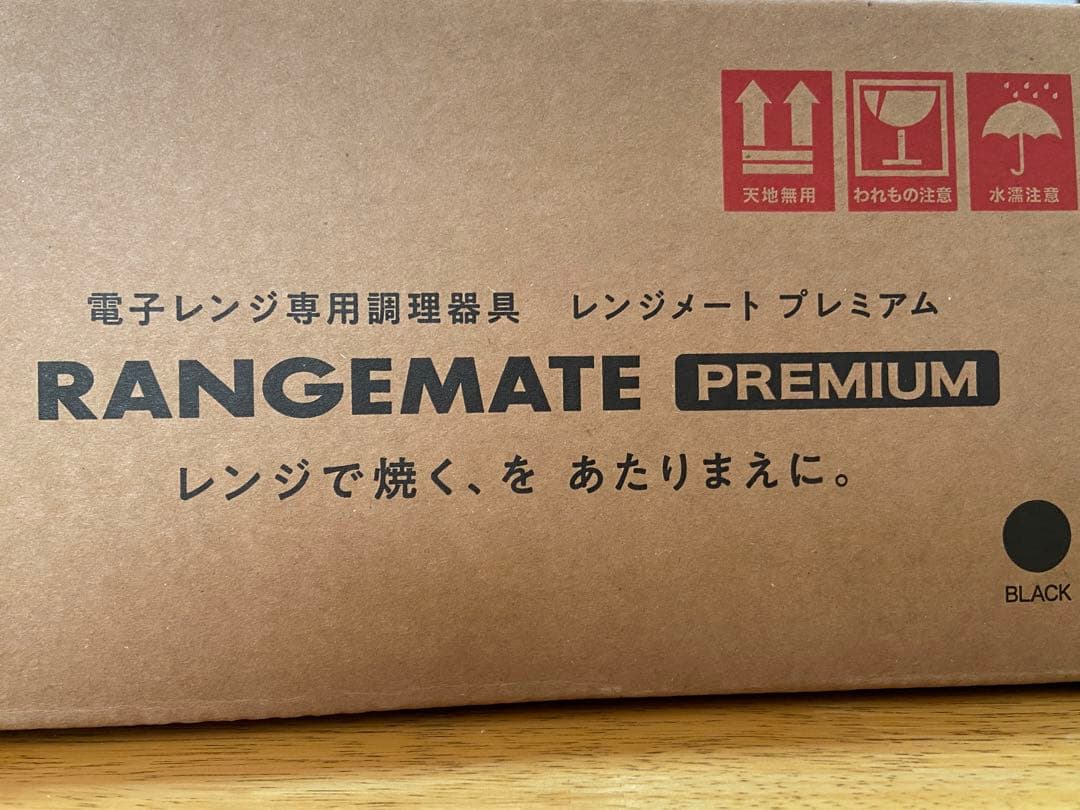 天地無用
われもの注意
水濡注意
電子レンジ専用調理器具 レンジメート プレミアム
RANGEMATE PREMIUM
レンジで焼く、を あたりまえに。
BLACK